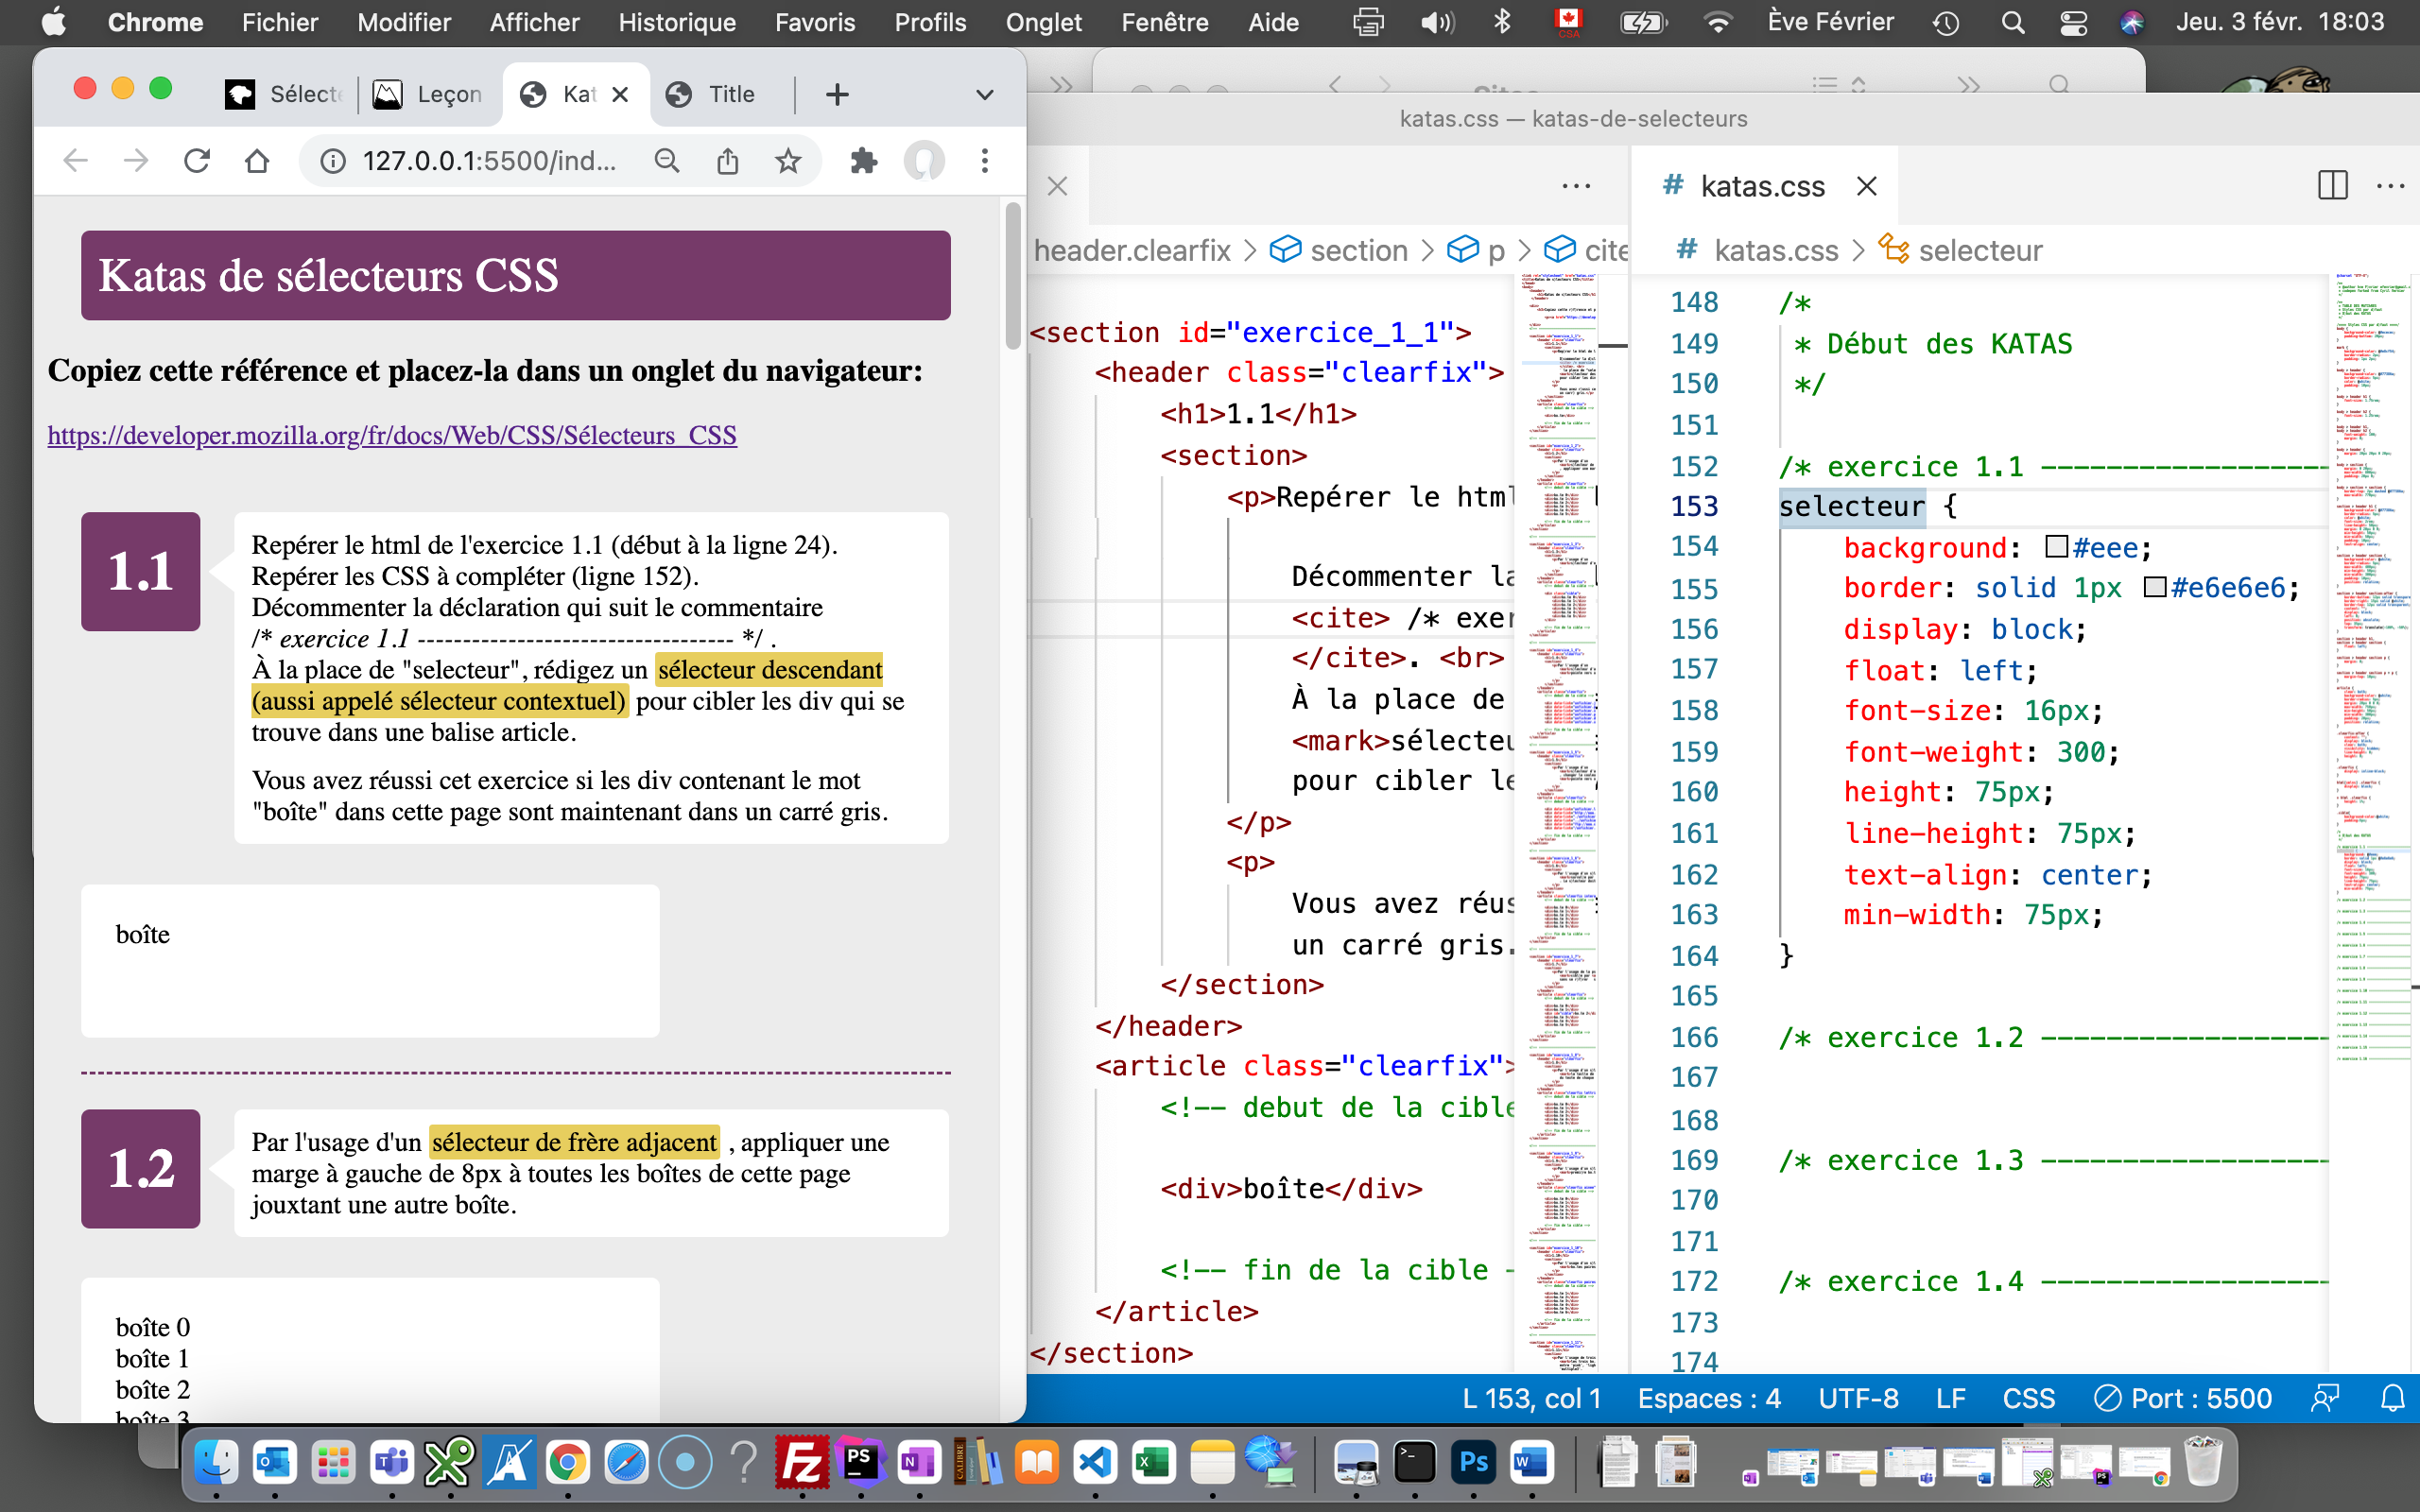 Chrome Fichier Modifier Afficher Historique Favoris Profils Onglet Fenêtre Aide CSA Ève Février Jeu. 3 févr. 18:03
Sélecte Leçon Kat Title
127.0.0.1:5500/ind...
Katas de sélecteurs CSS
Copiez cette référence et placez-la dans un onglet du navigateur:
https://developer.mozilla.org/fr/docs/Web/CSS/Sélecteurs_CSS
1.1
Repérer le html de l'exercice 1.1 (début à la ligne 24).
Repérer les CSS à compléter (ligne 152).
Décommenter la déclaration qui suit le commentaire
/* exercice 1.1 ----------------------------------- */ .
À la place de "selecteur", rédigez un sélecteur descendant
(aussi appelé sélecteur contextuel) pour cibler les div qui se
trouve dans une balise article.
Vous avez réussi cet exercice si les div contenant le mot
"boîte" dans cette page sont maintenant dans un carré gris.
boîte
1.2
Par l'usage d'un sélecteur de frère adjacent , appliquer une
marge à gauche de 8px à toutes les boîtes de cette page
jouxtant une autre boîte.
boîte 0
boîte 1
boîte 2
boîte 3
katas.css — katas-de-selecteurs
header.clearfix > section > p > cite
<section id="exercice_1_1">
<header class="clearfix">
<h1>1.1</h1>
<section>
<p>Repérer le html
Décommenter la
<cite> /* exer
</cite>. <br>
À la place de
<mark>sélecteu
pour cibler le
</p>
<p>
Vous avez réus
un carré gris.
</section>
</header>
<article class="clearfix">
<!-- debut de la cible
<div>boîte</div>
<!-- fin de la cible -
</article>
</section>
# katas.css
# katas.css > selecteur
148 /*
149 * Début des KATAS
150 */
151
152 /* exercice 1.1 ------------------
153 selecteur {
154 background: #eee;
155 border: solid 1px #e6e6e6;
156 display: block;
157 float: left;
158 font-size: 16px;
159 font-weight: 300;
160 height: 75px;
161 line-height: 75px;
162 text-align: center;
163 min-width: 75px;
164 }
165
166 /* exercice 1.2 ------------------
167
168
169 /* exercice 1.3 ------------------
170
171
172 /* exercice 1.4 ------------------
173
174
L 153, col 1 Espaces : 4 UTF-8 LF CSS Port : 5500